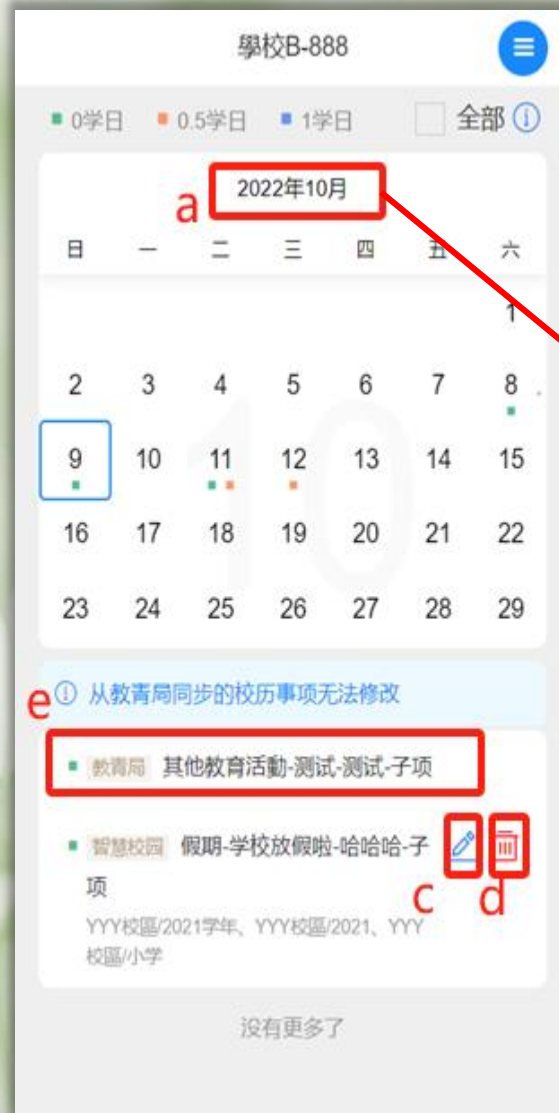 學校B-888
0学日 0.5学日 1学日 全部
a 2022年10月
日 一 二 三 四 五 六
1
2 3 4 5 6 7 8
9 10 11 12 13 14 15
10
16 17 18 19 20 21 22
23 24 25 26 27 28 29
e 从教青局同步的校历事项无法修改
教青局 其他教育活動-测试-测试-子项
智慧校园 假期-学校放假啦-哈哈哈-子
项
c d
YYY校區/2021学年、YYY校區/2021、YYY
校區/小学
没有更多了